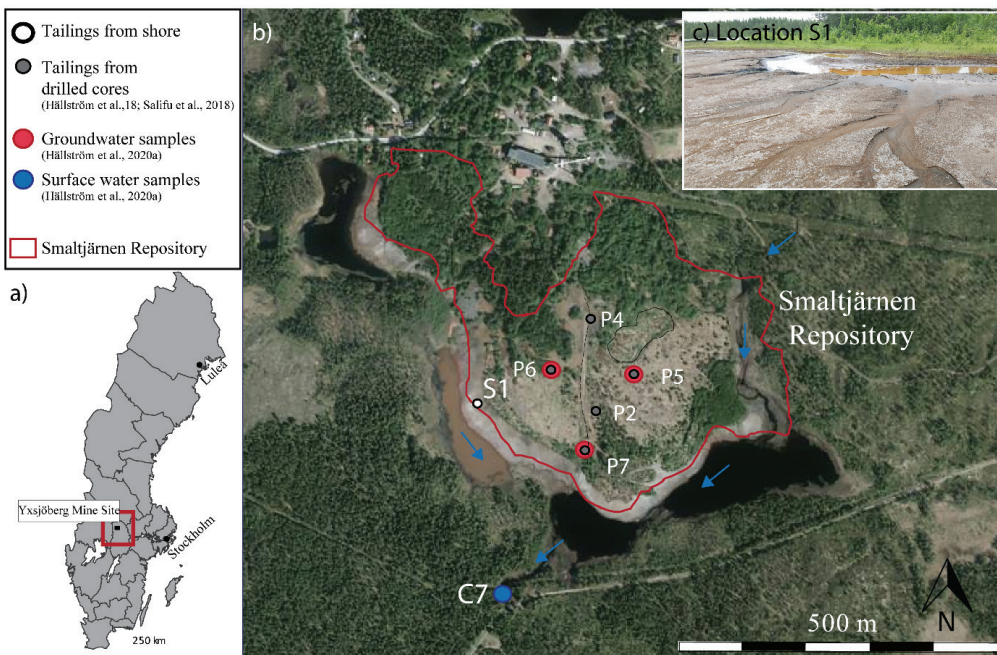 Tailings from shore
Tailings from
drilled cores
(Hällström et al.,18; Salifu et al., 2018)
Groundwater samples
(Hällström et al., 2020a)
Surface water samples
(Hällström et al., 2020a)
Smaltjärnen Repository
a)
Luleå
Yxsjöberg Mine Site
Stockholm
250 km
b)
c) Location S1
Smaltjärnen
Repository
P4
P6
P5
S1
P2
P7
C7
500 m
N